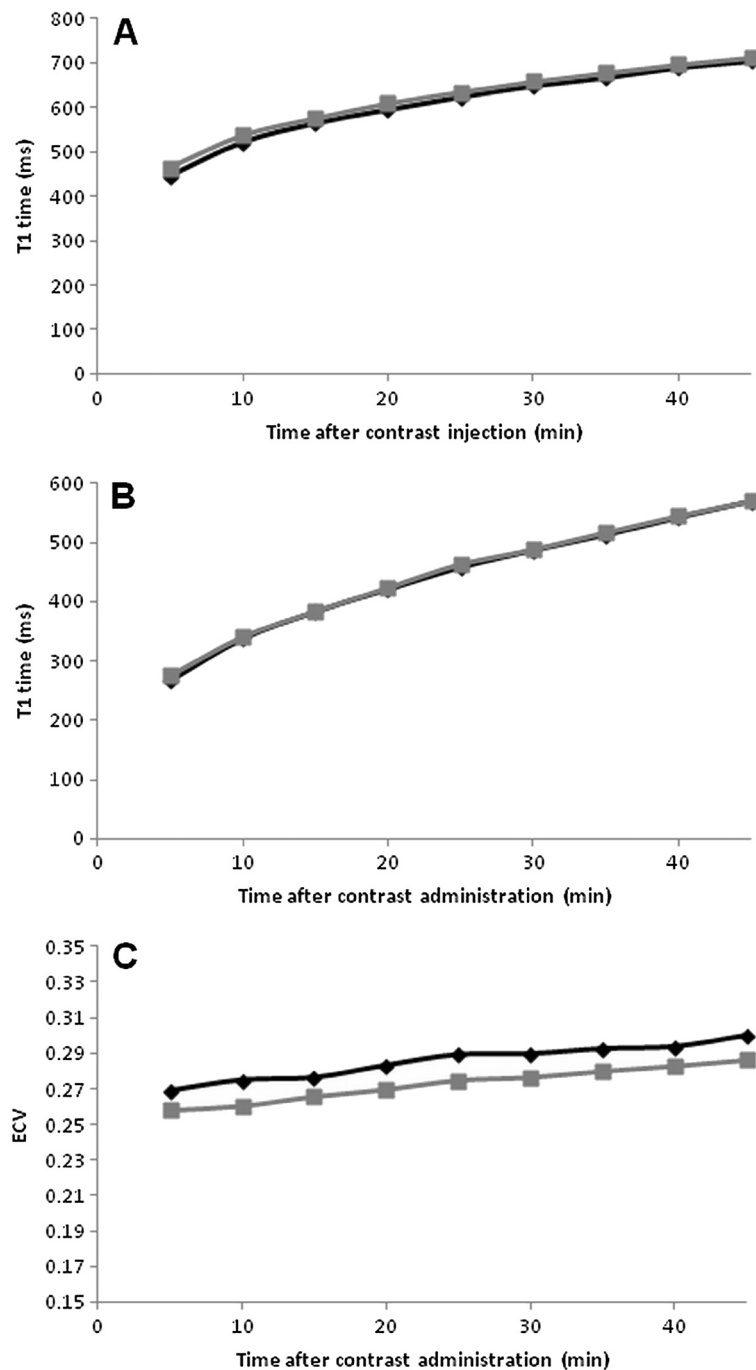 A
T1 time (ms)
800
700
600
500
400
300
200
100
0
0 10 20 30 40
Time after contrast injection (min)
B
T1 time (ms)
600
500
400
300
200
100
0
0 10 20 30 40
Time after contrast administration (min)
C
ECV
0.35
0.33
0.31
0.29
0.27
0.25
0.23
0.21
0.19
0.17
0.15
0 10 20 30 40
Time after contrast administration (min)